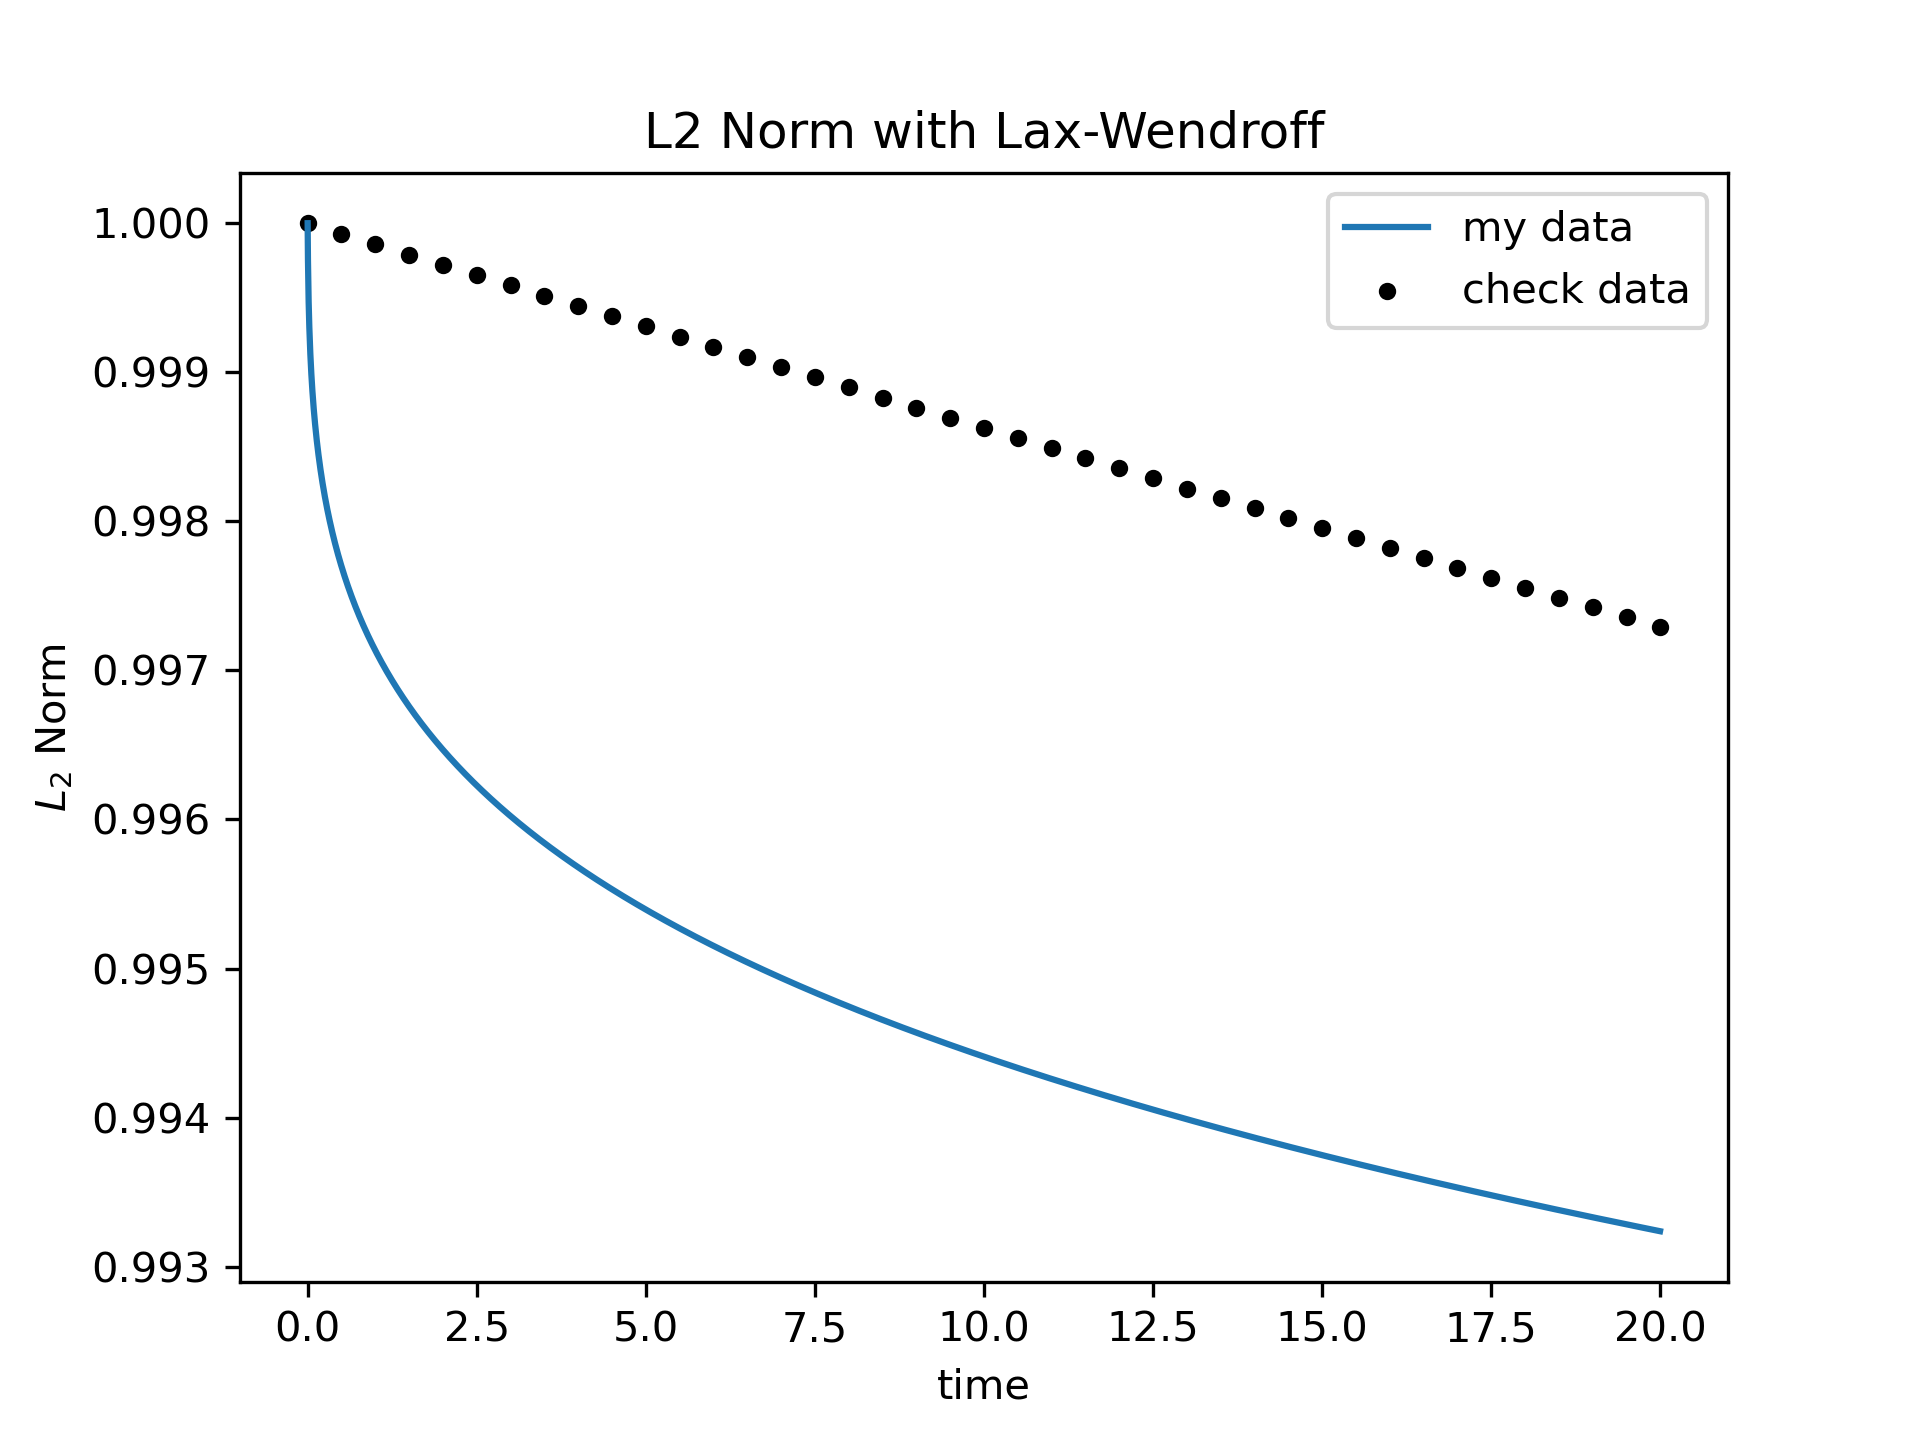 L2 Norm with Lax-Wendroff
my data
check data
1.000
0.999
0.998
0.997
0.996
0.995
0.994
0.993
L₂ Norm
0.0 2.5 5.0 7.5 10.0 12.5 15.0 17.5 20.0
time